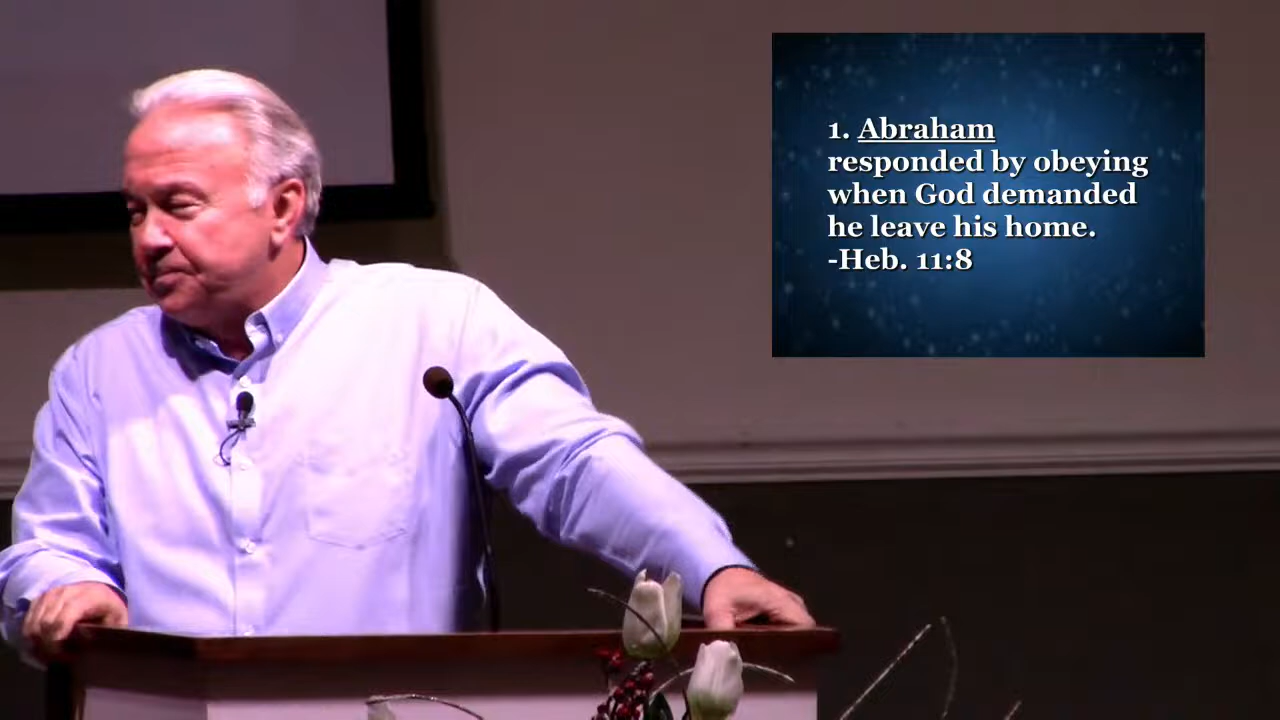 1. Abraham
responded by obeying
when God demanded
he leave his home.
-Heb. 11:8